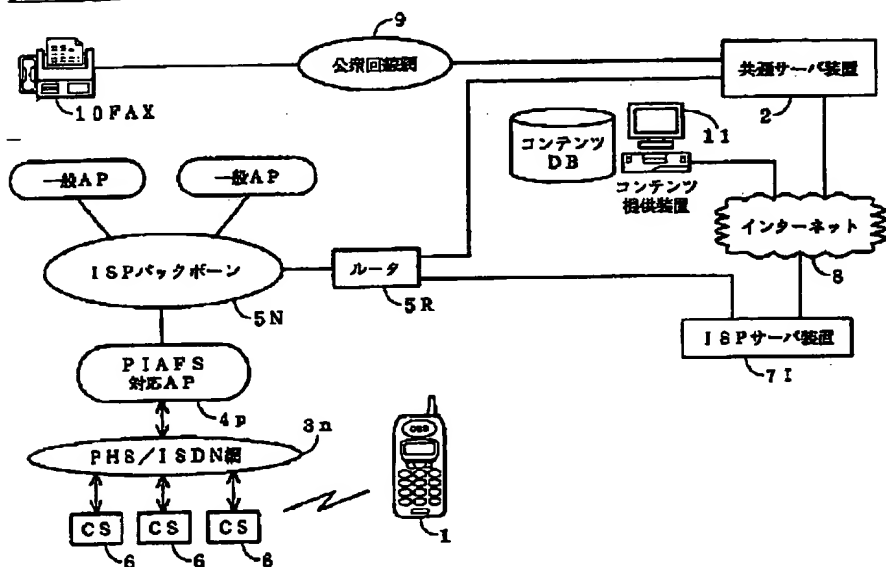 9
公衆回線網
共通サーバ装置
2
10FAX
コンテンツ
DB
11
コンテンツ
提供装置
一般AP
一般AP
インターネット
8
ISPバックボーン
5N
ルータ
5R
ISPサーバ装置
7I
PIAFS
対応AP
4p
3n
PHS/ISDN網
1
CS
CS
CS
6
6
6